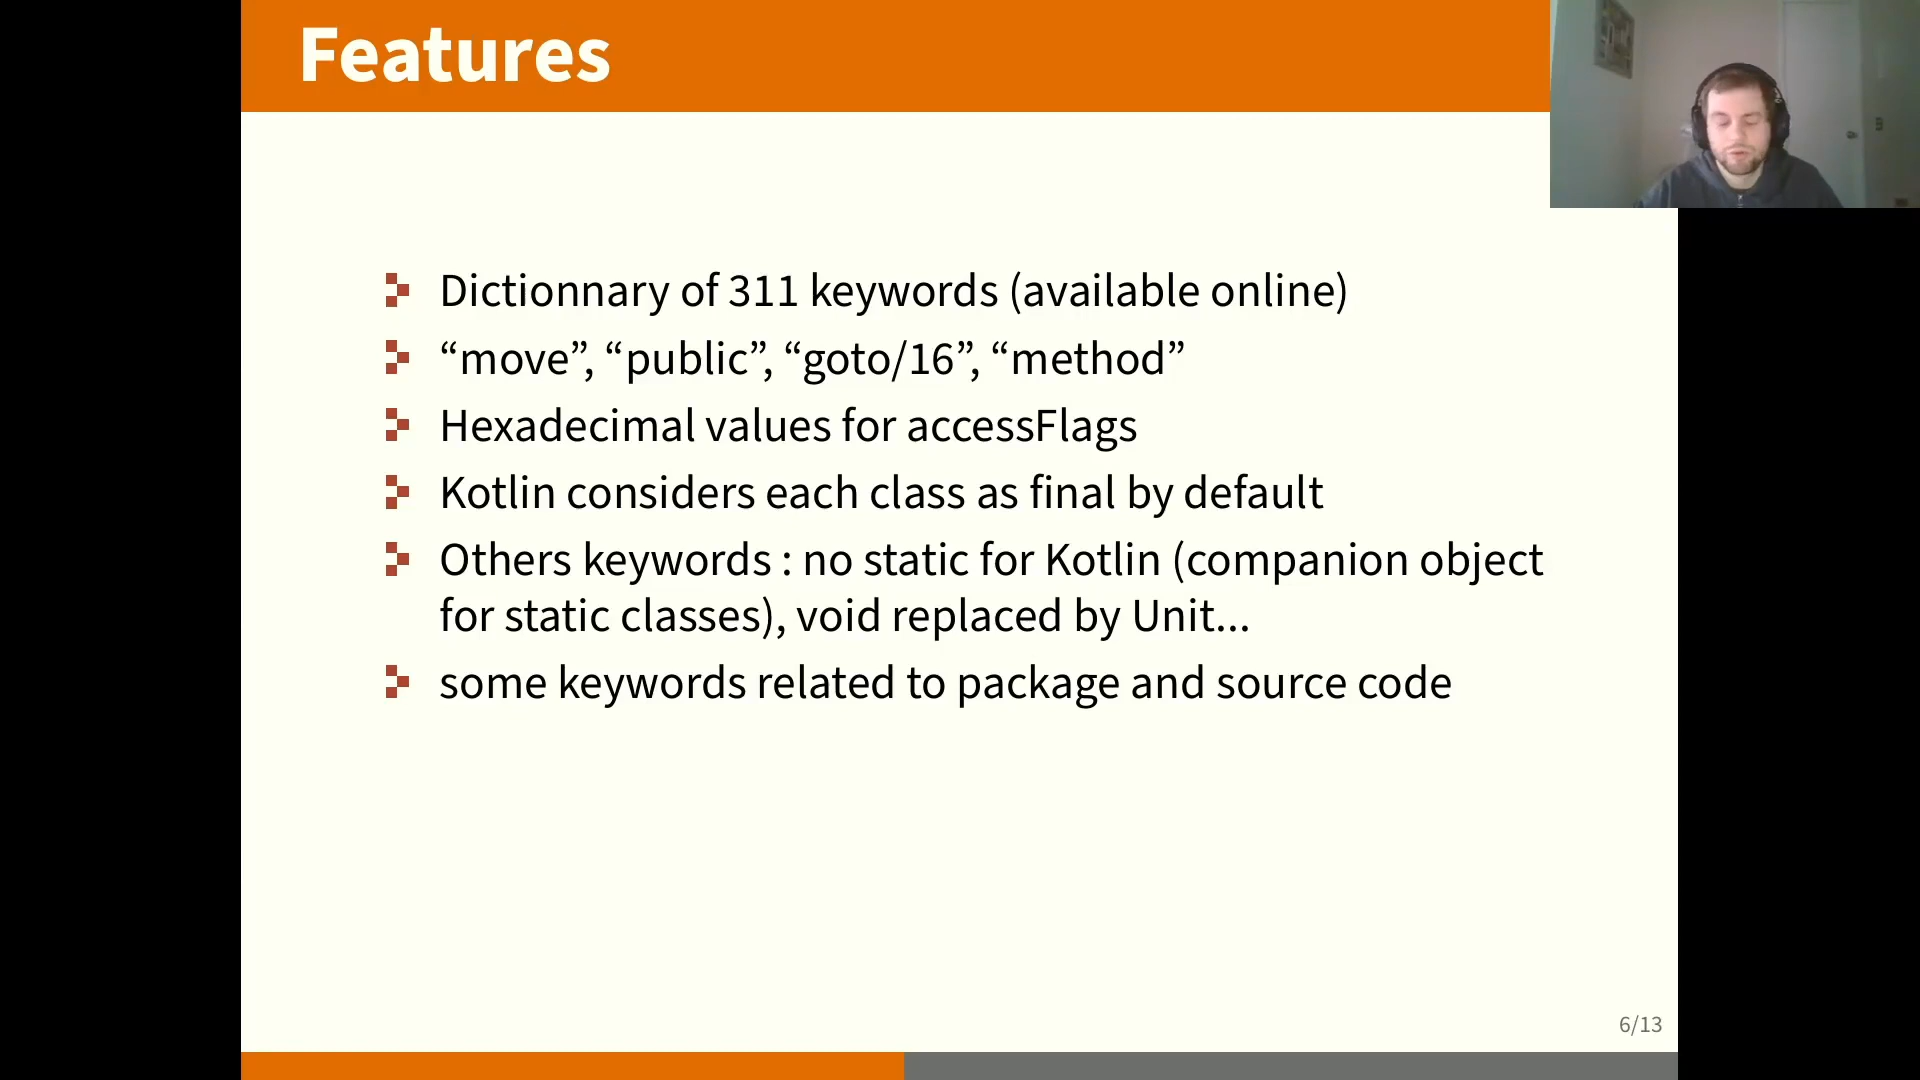 Features
Dictionnary of 311 keywords (available online)
“move”, “public”, “goto/16”, “method”
Hexadecimal values for accessFlags
Kotlin considers each class as final by default
Others keywords : no static for Kotlin (companion object
for static classes), void replaced by Unit...
some keywords related to package and source code
6/13